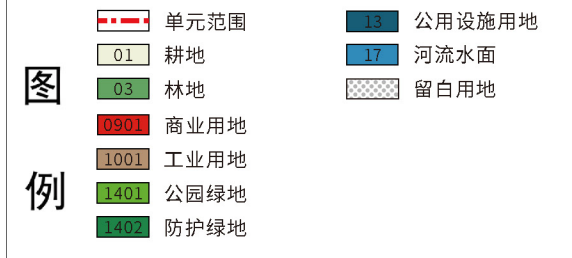 图例
单元范围
01 耕地
03 林地
0901 商业用地
1001 工业用地
1401 公园绿地
1402 防护绿地
13 公用设施用地
17 河流水面
留白用地